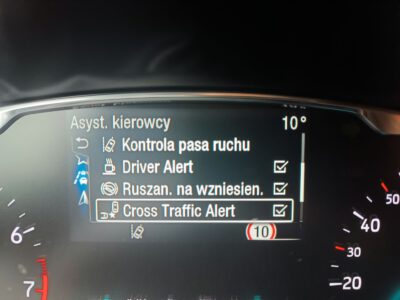 Asyst. kierowcy 10°
Kontrola pasa ruchu
Driver Alert
Ruszan. na wzniesien.
Cross Traffic Alert
10
6
7
50
40
30
20